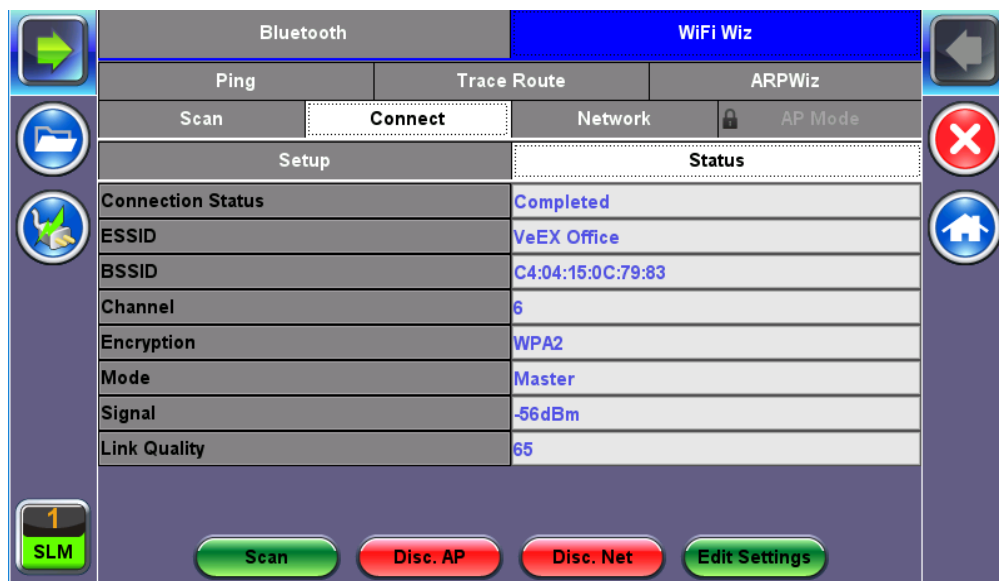 Bluetooth WiFi Wiz
Ping Trace Route ARPWiz
Scan Connect Network AP Mode
Setup Status
Connection Status Completed
ESSID VeEX Office
BSSID C4:04:15:0C:79:83
Channel 6
Encryption WPA2
Mode Master
Signal -56dBm
Link Quality 65
1
SLM
Scan Disc. AP Disc. Net Edit Settings